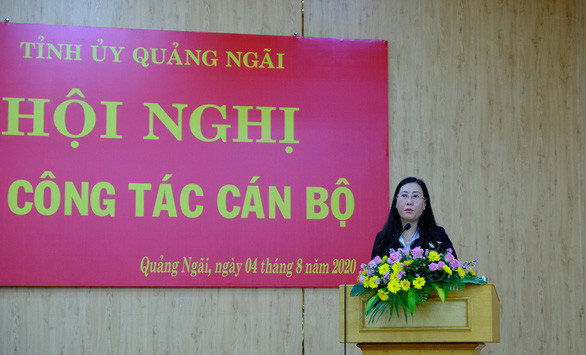 TỈNH ỦY QUẢNG NGÃI
HỘI NGHỊ
CÔNG TÁC CÁN BỘ
Quảng Ngãi, ngày 04 tháng 8 năm 2020